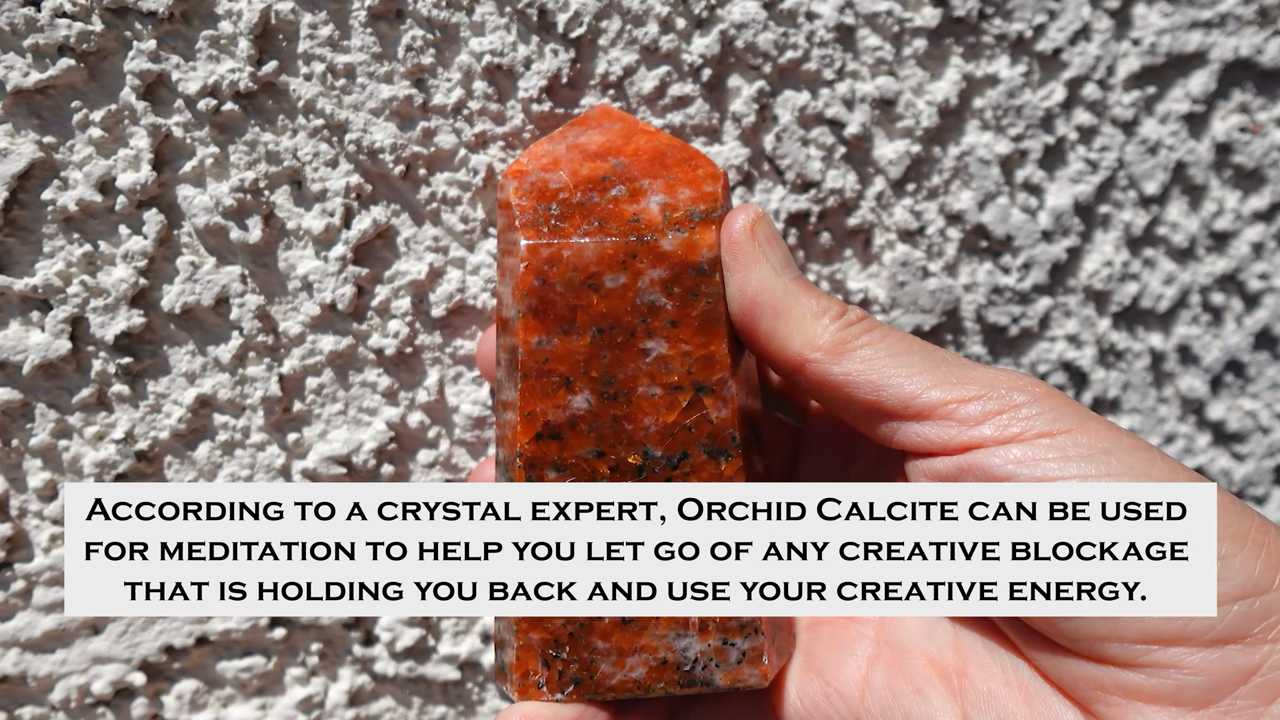 According to a crystal expert, Orchid Calcite can be used
for meditation to help you let go of any creative blockage
that is holding you back and use your creative energy.